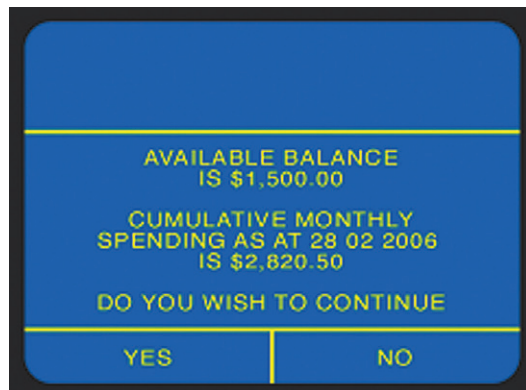 AVAILABLE BALANCE
IS $1,500.00
CUMULATIVE MONTHLY
SPENDING AS AT 28 02 2006
IS $2,820.50
DO YOU WISH TO CONTINUE
YES
NO